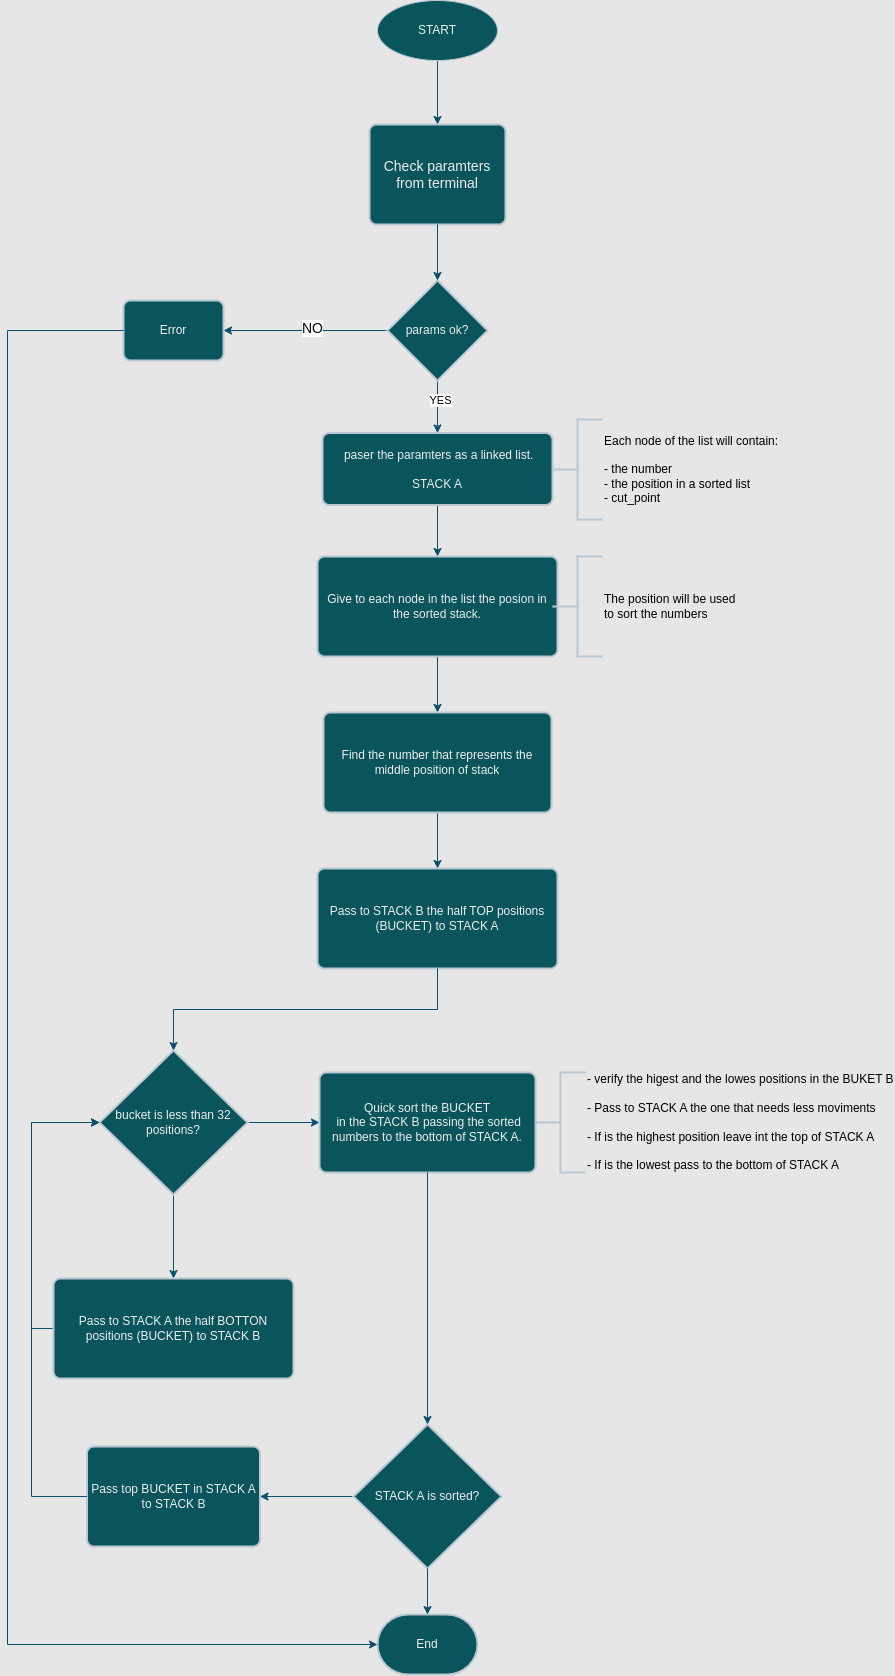 START
Check paramters
from terminal
params ok?
NO
Error
YES
paser the paramters as a linked list.
STACK A
Each node of the list will contain:
- the number
- the position in a sorted list
- cut_point
Give to each node in the list the posion in
the sorted stack.
The position will be used
to sort the numbers
Find the number that represents the
middle position of stack
Pass to STACK B the half TOP positions
(BUCKET) to STACK A
bucket is less than 32
positions?
Quick sort the BUCKET
in the STACK B passing the sorted
numbers to the bottom of STACK A.
- verify the higest and the lowes positions in the BUKET B
- Pass to STACK A the one that needs less moviments
- If is the highest position leave int the top of STACK A
- If is the lowest pass to the bottom of STACK A
Pass to STACK A the half BOTTON
positions (BUCKET) to STACK B
Pass top BUCKET in STACK A
to STACK B
STACK A is sorted?
End